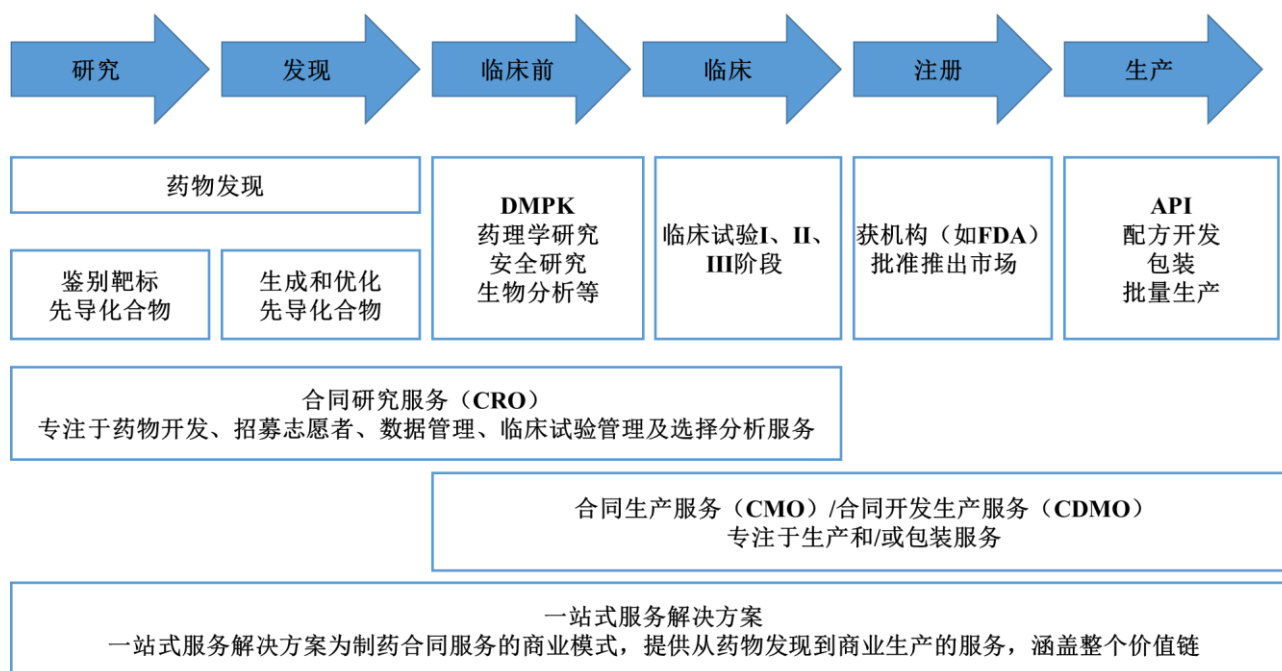 研究
发现
临床前
临床
注册
生产
药物发现
鉴别靶标
先导化合物
生成和优化
先导化合物
DMPK
药理学研究
安全研究
生物分析等
临床试验I、II、
III阶段
获机构（如FDA）
批准推出市场
API
配方开发
包装
批量生产
合同研究服务（CRO）
专注于药物开发、招募志愿者、数据管理、临床试验管理及选择分析服务
合同生产服务（CMO）/合同开发生产服务（CDMO）
专注于生产和/或包装服务
一站式服务解决方案
一站式服务解决方案为制药合同服务的商业模式，提供从药物发现到商业生产的服务，涵盖整个价值链